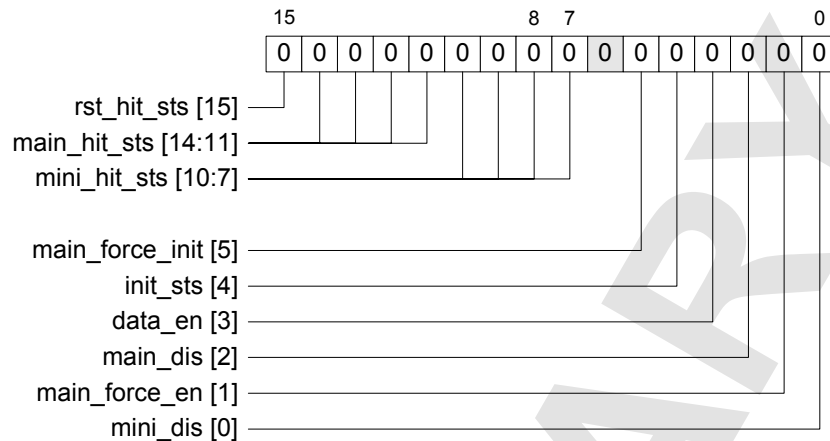 15 8 7 0
0 0 0 0 0 0 0 0 0 0 0 0 0 0 0 0
rst_hit_sts [15]
main_hit_sts [14:11]
mini_hit_sts [10:7]
main_force_init [5]
init_sts [4]
data_en [3]
main_dis [2]
main_force_en [1]
mini_dis [0]
ARY